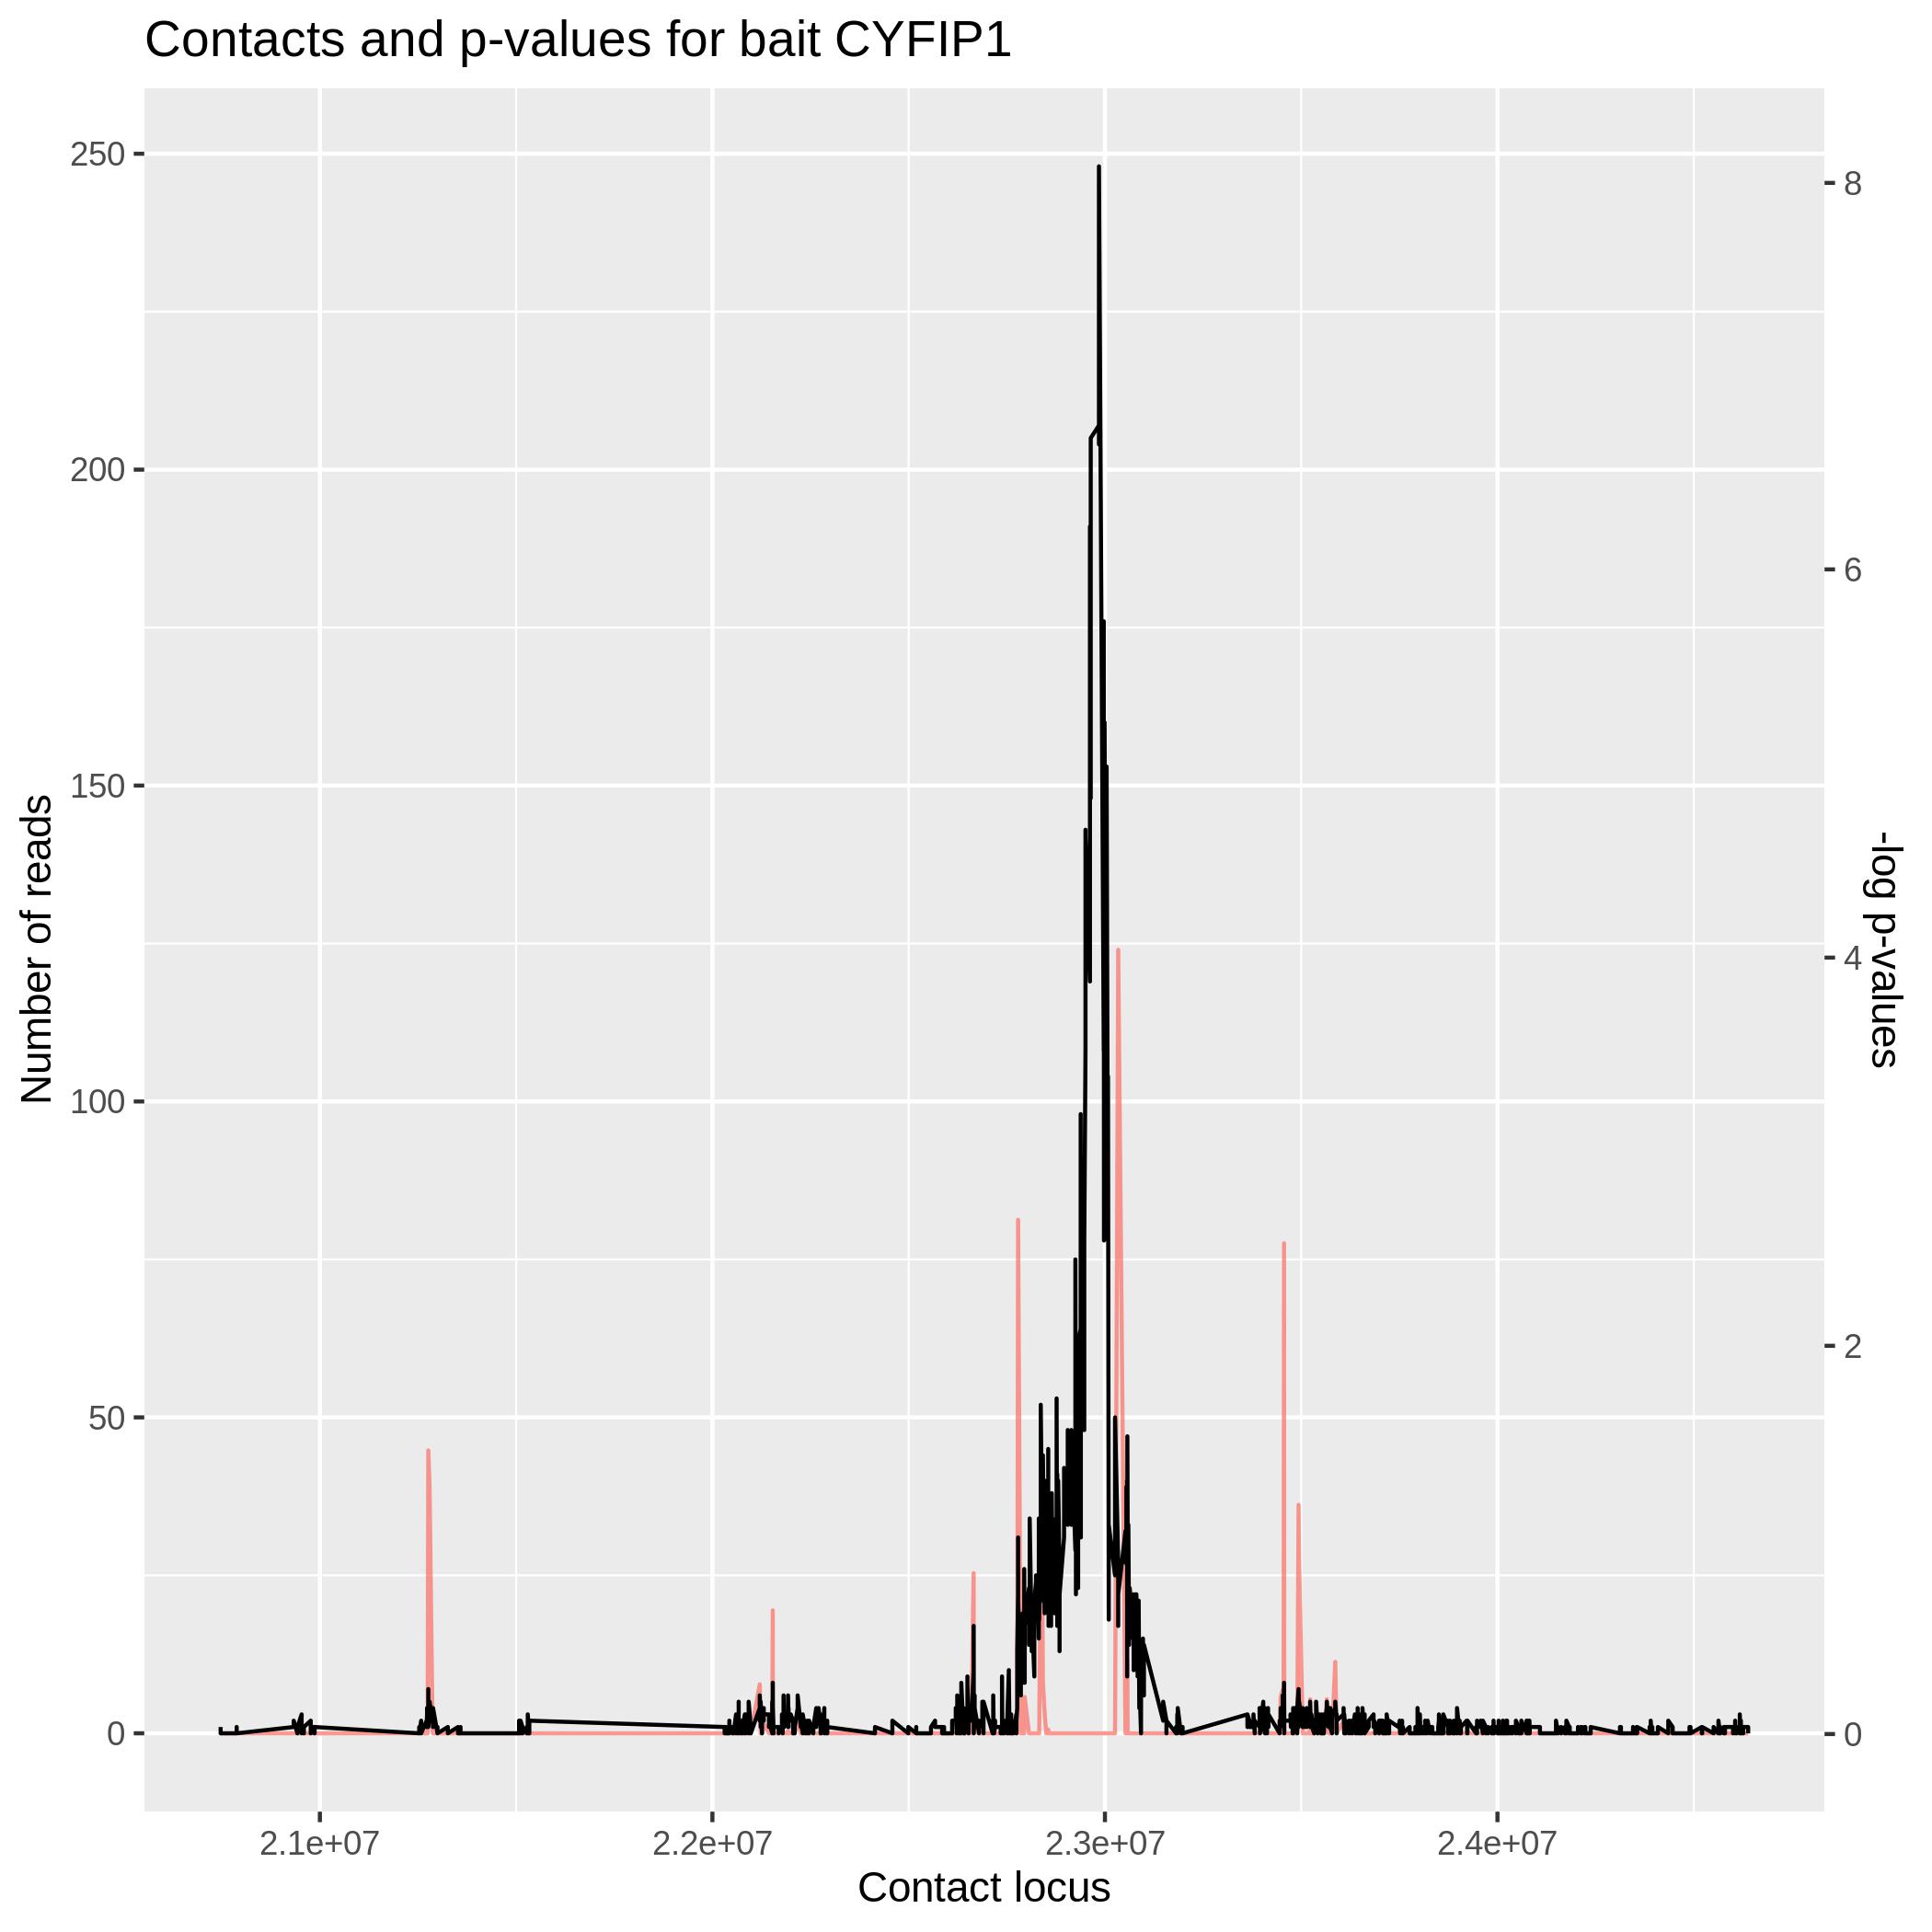 Contacts and p-values for bait CYFIP1
250
200
150
100
50
0
Number of reads
8
6
4
2
0
-log p-values
2.1e+07
2.2e+07
2.3e+07
2.4e+07
Contact locus